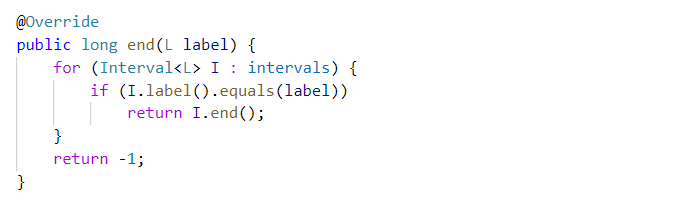 @Override
public long end(L label) {
    for (Interval<L> I : intervals) {
        if (I.label().equals(label))
            return I.end();
    }
    return -1;
}